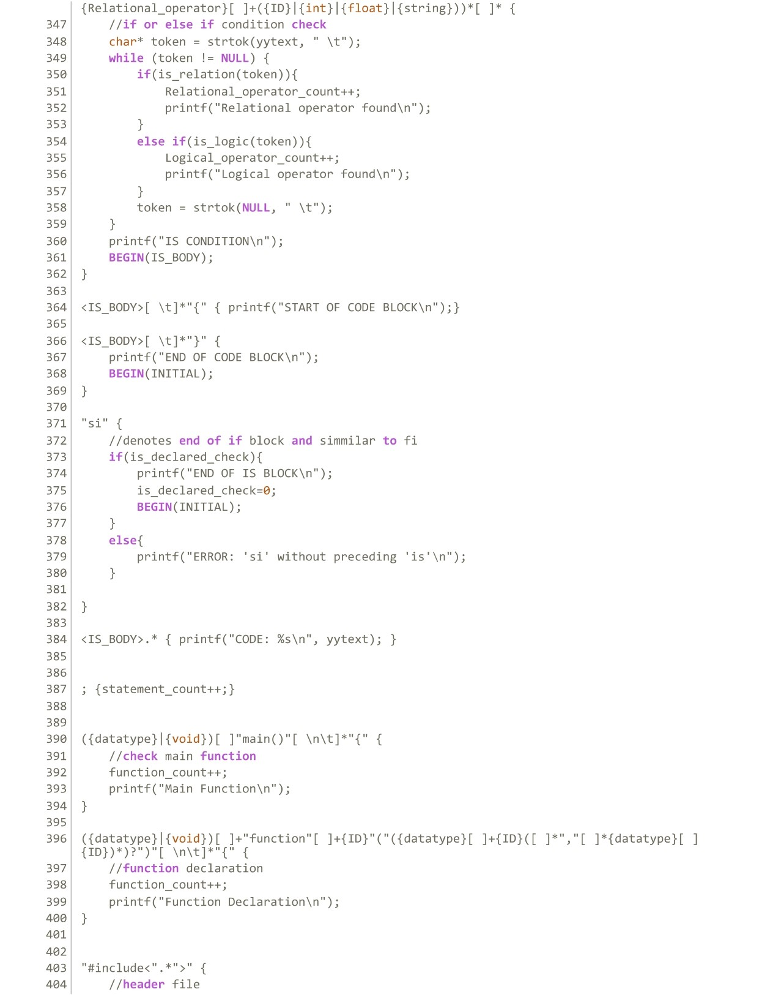 {Relational_operator}[ ]+({ID}|{int}|{float}|{string}))*[ ]* {
347     //if or else if condition check
348     char* token = strtok(yytext, " \t");
349     while (token != NULL) {
350         if(is_relation(token)){
351             Relational_operator_count++;
352             printf("Relational operator found\n");
353         }
354         else if(is_logic(token)){
355             Logical_operator_count++;
356             printf("Logical operator found\n");
357         }
358         token = strtok(NULL, " \t");
359     }
360     printf("IS CONDITION\n");
361     BEGIN(IS_BODY);
362 }
363
364 <IS_BODY>[ \t]*"{" { printf("START OF CODE BLOCK\n");}
365
366 <IS_BODY>[ \t]*"}" {
367     printf("END OF CODE BLOCK\n");
368     BEGIN(INITIAL);
369 }
370
371 "si" {
372     //denotes end of if block and simmilar to fi
373     if(is_declared_check){
374         printf("END OF IS BLOCK\n");
375         is_declared_check=0;
376         BEGIN(INITIAL);
377     }
378     else{
379         printf("ERROR: 'si' without preceding 'is'\n");
380     }
381
382 }
383
384 <IS_BODY>.* { printf("CODE: %s\n", yytext); }
385
386
387 ; {statement_count++;}
388
389
390 ({datatype}|{void})[ ]"main()"[ \n\t]*"{" {
391     //check main function
392     function_count++;
393     printf("Main Function\n");
394 }
395
396 ({datatype}|{void})[ ]+"function"[ ]+{ID}"("({datatype}[ ]+{ID}([ ]*","[ ]*{datatype}[ ]
{ID})*)?")"[ \n\t]*"{" {
397     //function declaration
398     function_count++;
399     printf("Function Declaration\n");
400 }
401
402
403 "#include<".*">" {
404     //header file